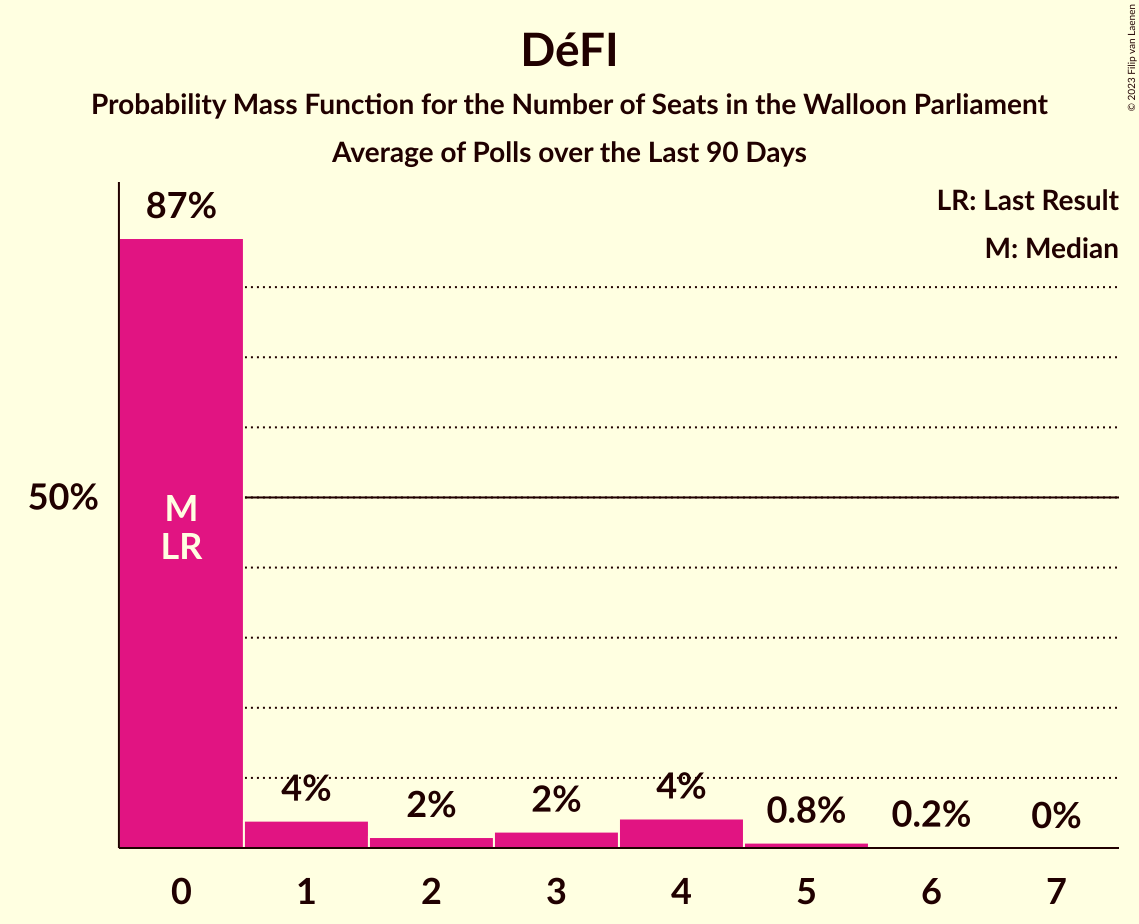 DéFI
Probability Mass Function for the Number of Seats in the Walloon Parliament
Average of Polls over the Last 90 Days
© 2023 Filip van Laenen
LR: Last Result
M: Median
87%
50%
M
LR
4%
2%
2%
4%
0.8%
0.2%
0%
0 1 2 3 4 5 6 7